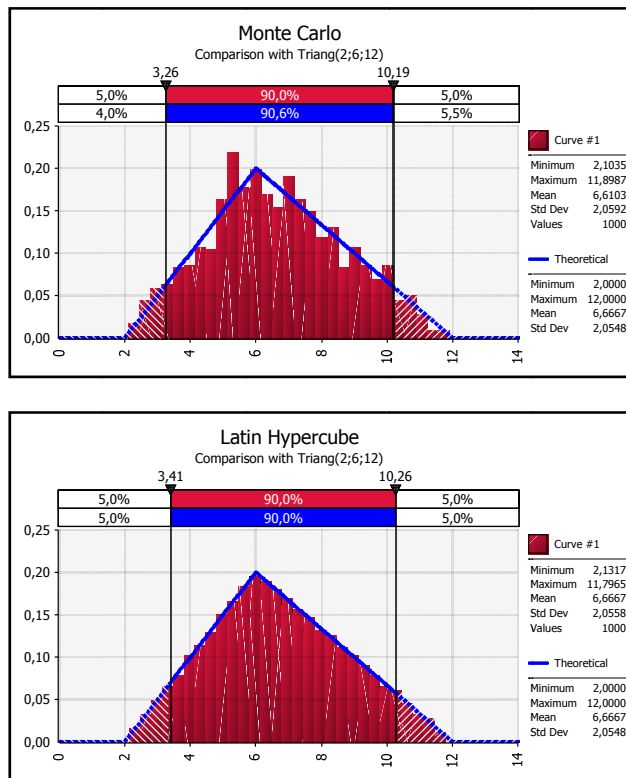 Monte Carlo
Comparison with Triang(2;6;12)
3,26 10,19
5,0% 90,0% 5,0%
4,0% 90,6% 5,5%
0,25
0,20
0,15
0,10
0,05
0,00
0 2 4 6 8 10 12 14
Curve #1
Minimum 2,1035
Maximum 11,8987
Mean 6,6103
Std Dev 2,0592
Values 1000
Theoretical
Minimum 2,0000
Maximum 12,0000
Mean 6,6667
Std Dev 2,0548
Latin Hypercube
Comparison with Triang(2;6;12)
3,41 10,26
5,0% 90,0% 5,0%
5,0% 90,0% 5,0%
0,25
0,20
0,15
0,10
0,05
0,00
0 2 4 6 8 10 12 14
Curve #1
Minimum 2,1317
Maximum 11,7965
Mean 6,6667
Std Dev 2,0558
Values 1000
Theoretical
Minimum 2,0000
Maximum 12,0000
Mean 6,6667
Std Dev 2,0548